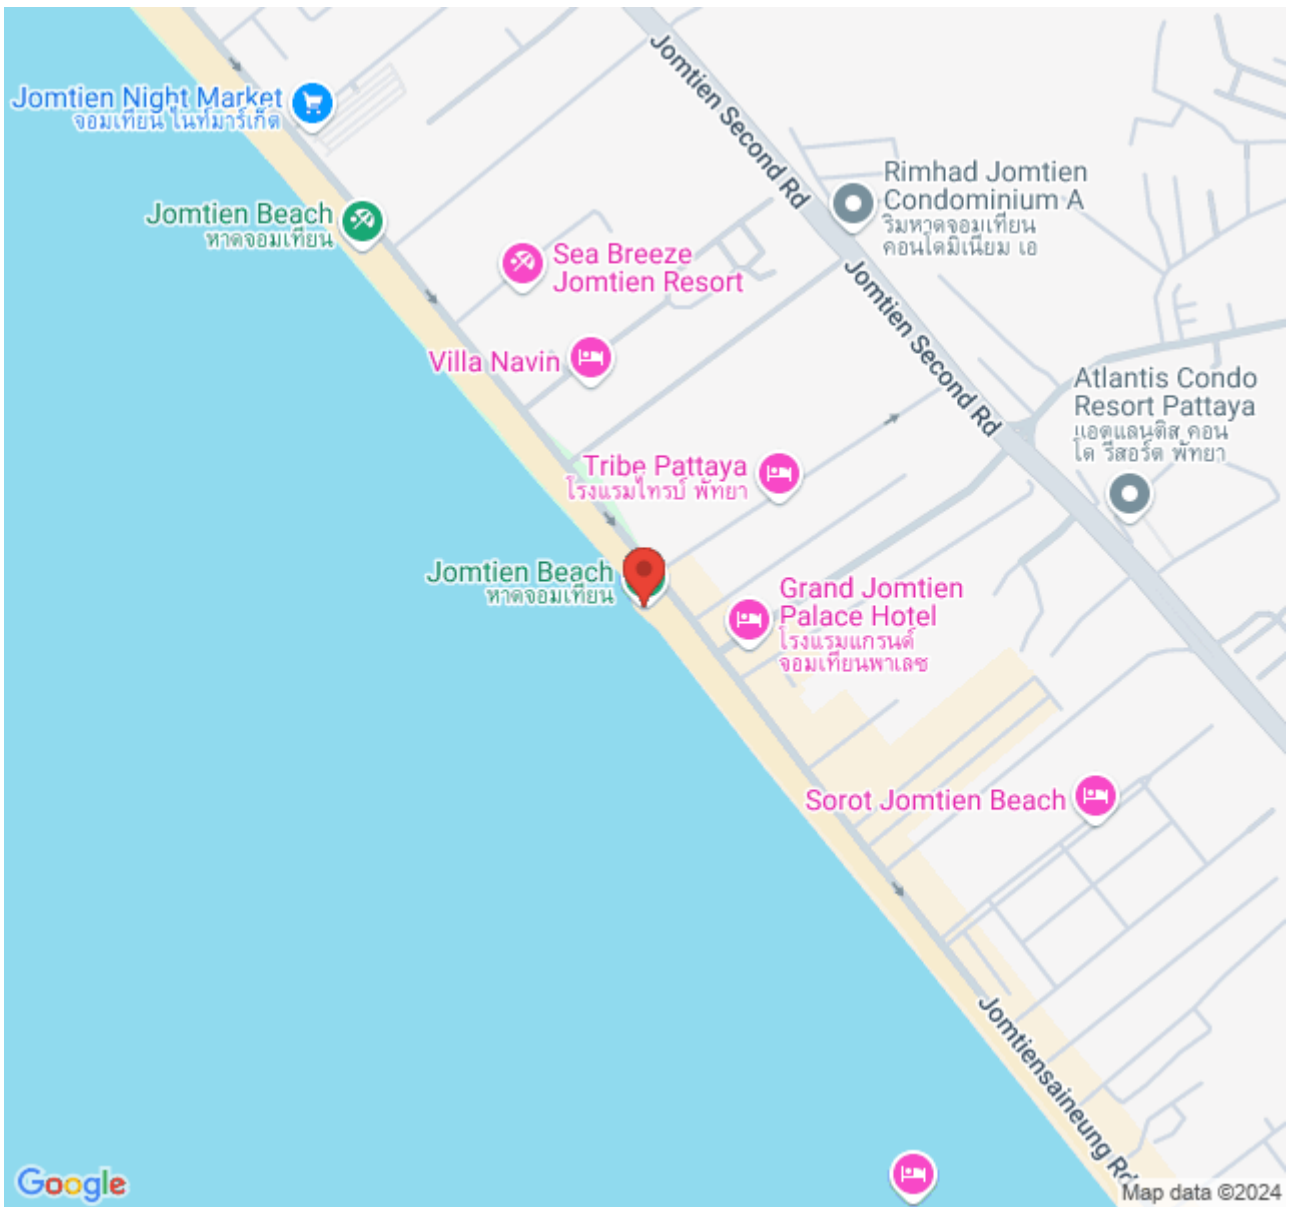 Jomtien Second Rd
Jomtien Night Market
จอมเทียน ไนท์มาร์เก็ต
Rimhad Jomtien
Condominium A
ริมหาดจอมเทียน
คอนโดมิเนียม เอ
Jomtien Beach
หาดจอมเทียน
Sea Breeze
Jomtien Resort
Jomtien Second Rd
Villa Navin
Atlantis Condo
Resort Pattaya
แอตแลนติส คอน
โด รีสอร์ต พัทยา
Tribe Pattaya
โรงแรมไทรบ์ พัทยา
Jomtien Beach
หาดจอมเทียน
Grand Jomtien
Palace Hotel
โรงแรมแกรนด์
จอมเทียนพาเลซ
Sorot Jomtien Beach
Jomtiensaineung Rd
Google
Map data ©2024